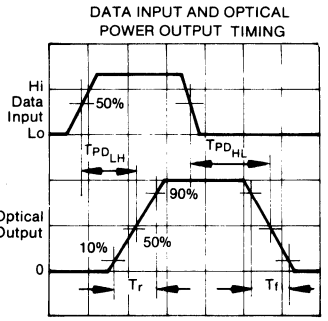 DATA INPUT AND OPTICAL
POWER OUTPUT TIMING
Hi
Data
Input
Lo
50%
TPDLH
TPDHL
90%
Optical
Output
10%
50%
0
Tr
Tf